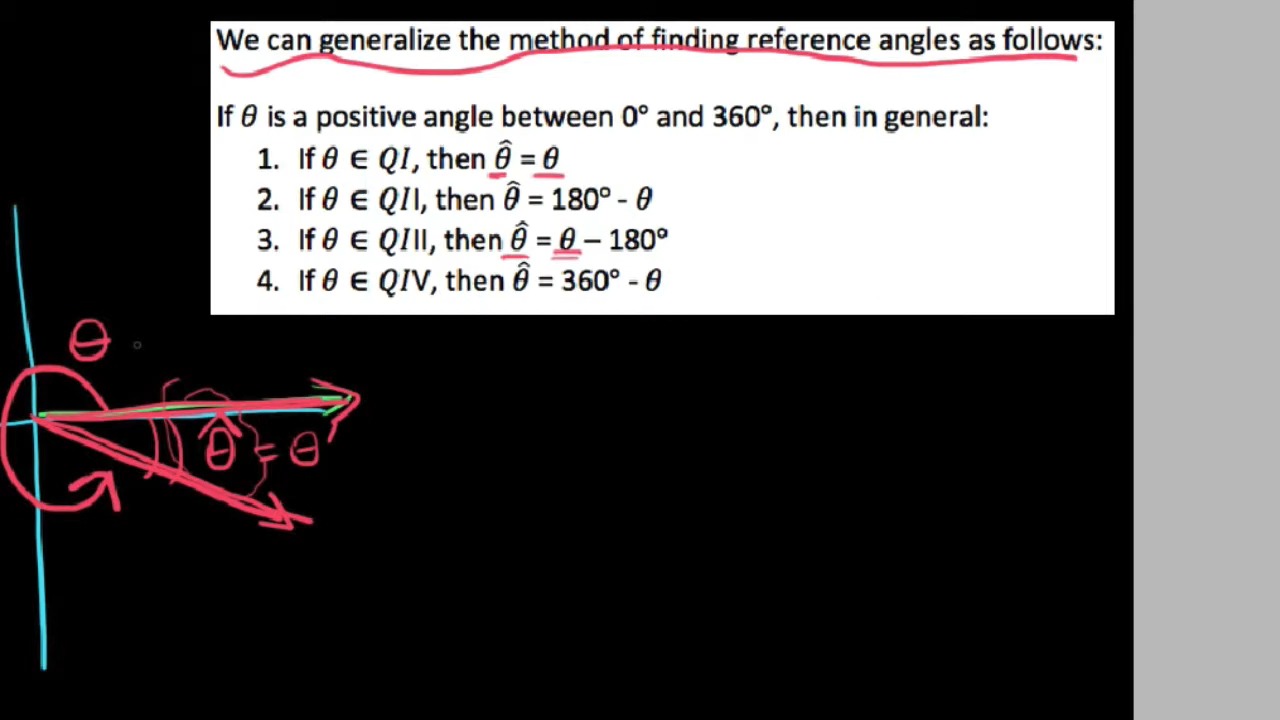 We can generalize the method of finding reference angles as follows:
If θ is a positive angle between 0° and 360°, then in general:
1. If θ ∈ QI, then θ̂ = θ
2. If θ ∈ QII, then θ̂ = 180° - θ
3. If θ ∈ QIII, then θ̂ = θ – 180°
4. If θ ∈ QIV, then θ̂ = 360° - θ
θ
θ̂ = θ